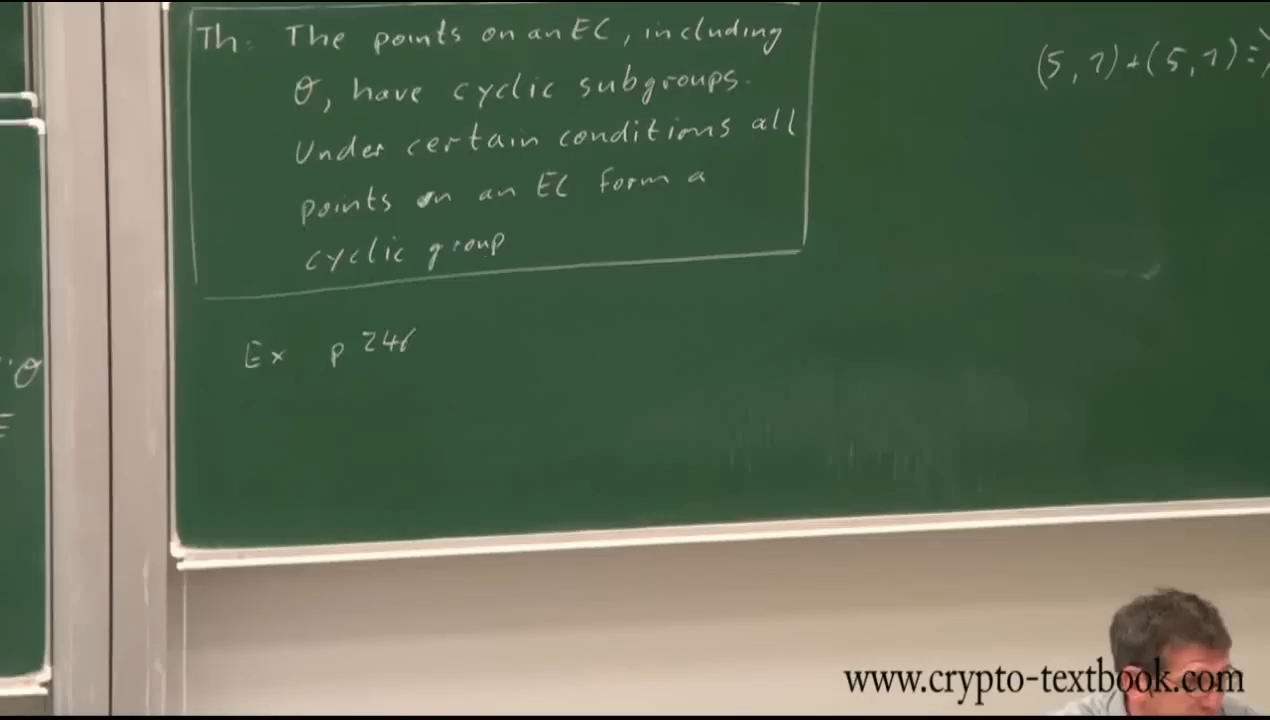 Th: The points on an EC, including
θ, have cyclic subgroups.
Under certain conditions all
points on an EC form a
cyclic group
Ex p 246
(5,1)+(5,1)=
θ
www.crypto-textbook.com